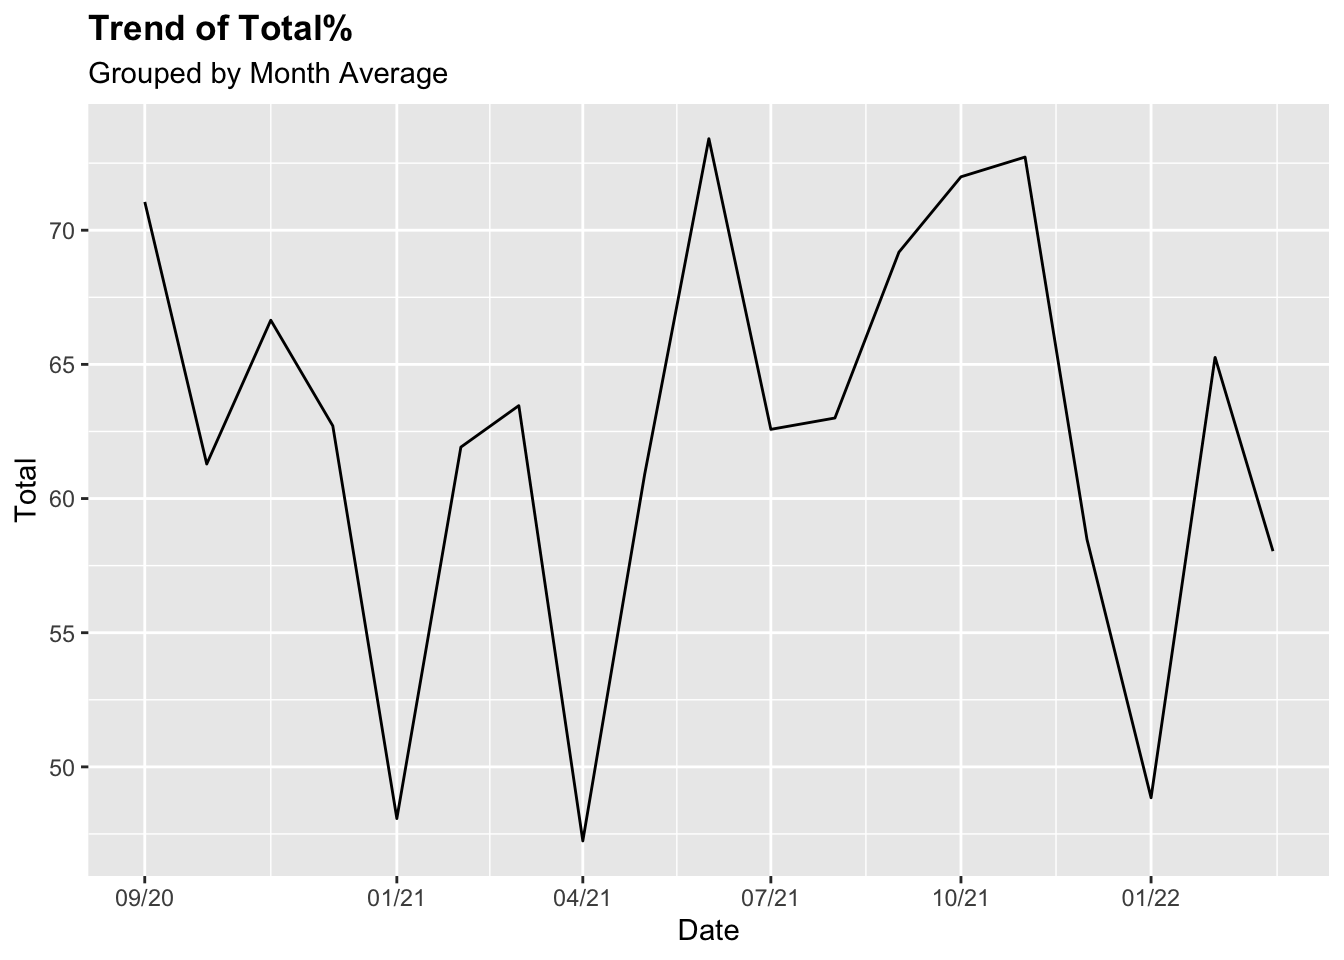 Trend of Total%
Grouped by Month Average
Total
70
65
60
55
50
09/20 01/21 04/21 07/21 10/21 01/22
Date